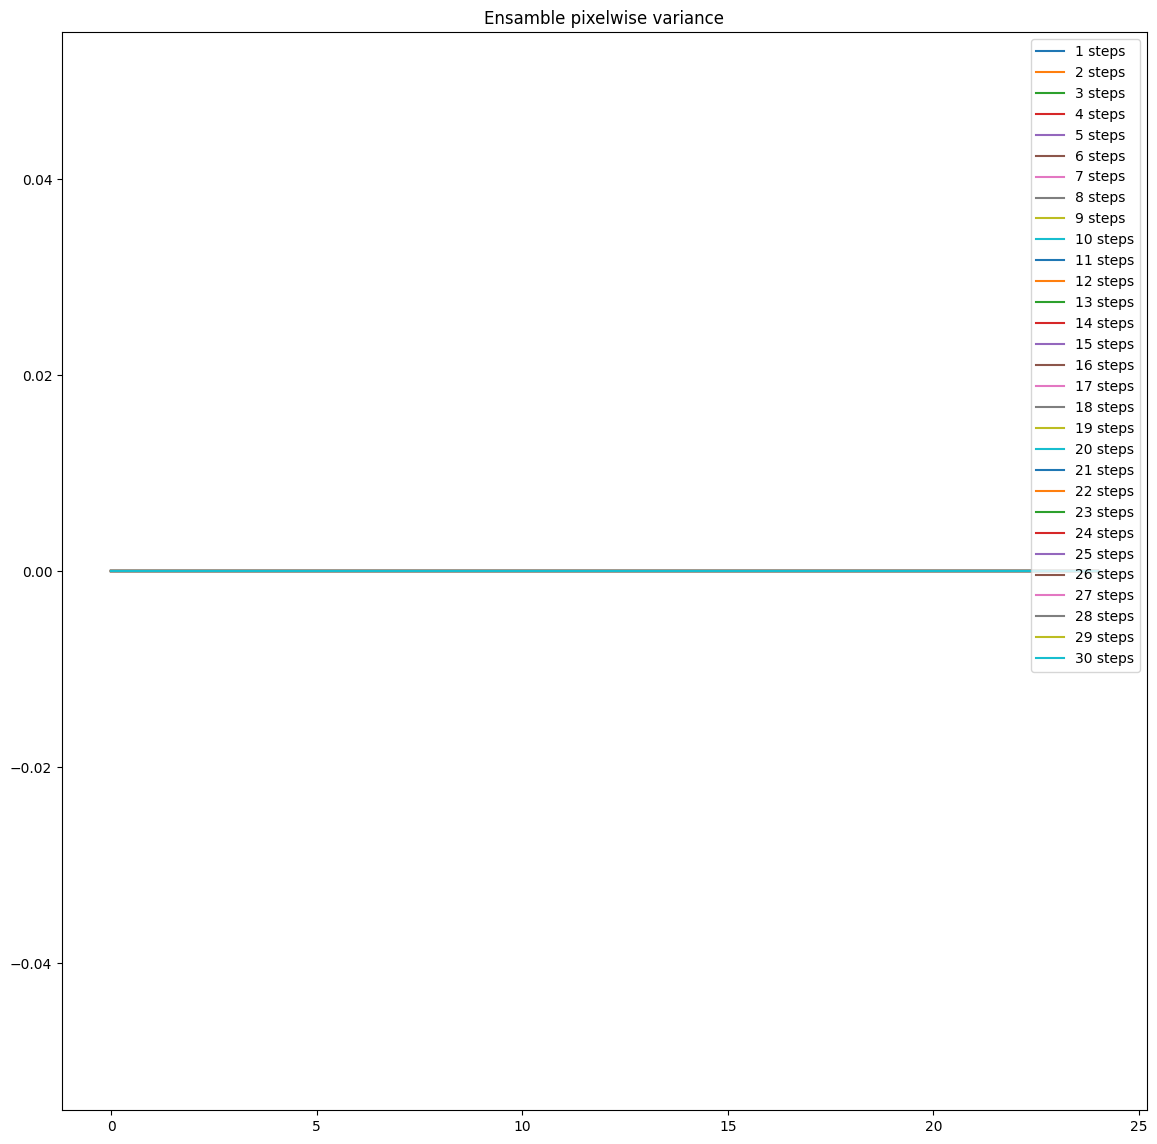 Ensamble pixelwise variance
1 steps
2 steps
3 steps
4 steps
5 steps
6 steps
7 steps
8 steps
9 steps
10 steps
11 steps
12 steps
13 steps
14 steps
15 steps
16 steps
17 steps
18 steps
19 steps
20 steps
21 steps
22 steps
23 steps
24 steps
25 steps
26 steps
27 steps
28 steps
29 steps
30 steps
0.04
0.02
0.00
−0.02
−0.04
0 5 10 15 20 25